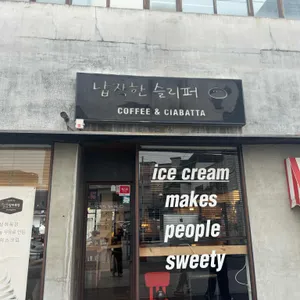 납작한 슬리퍼
COFFEE & CIABATTA
ice cream
makes
people
sweety